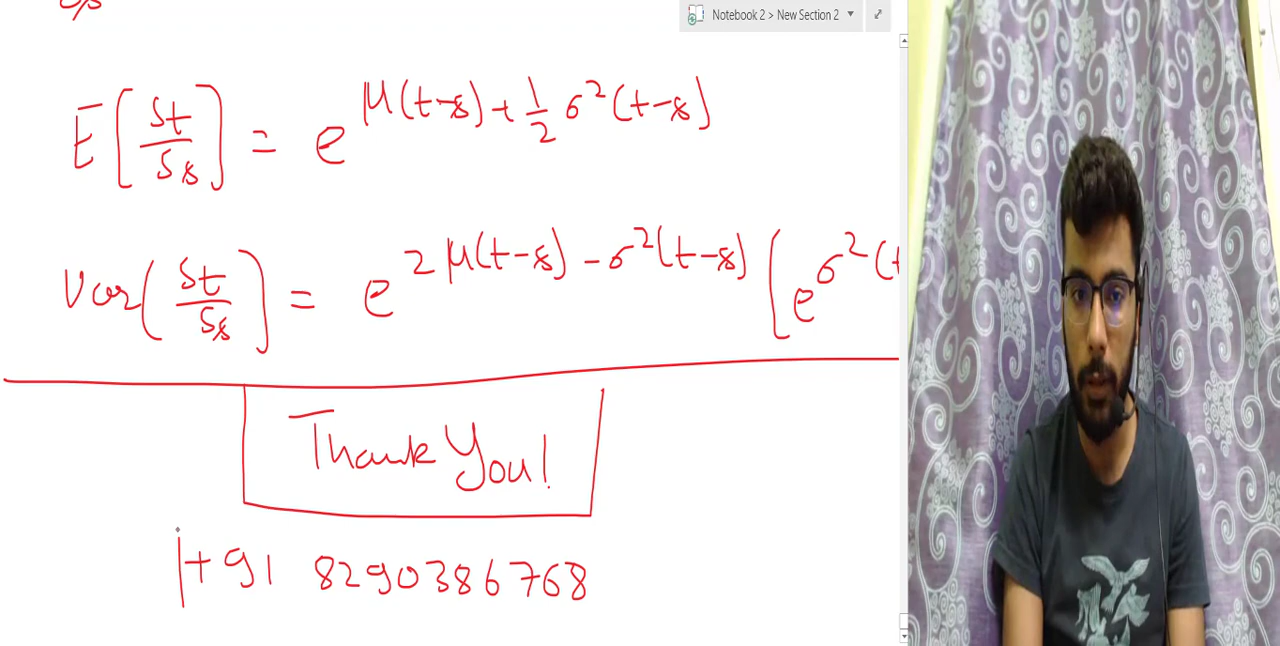 Notebook 2 > New Section 2
E[St/Ss] = e^{μ(t-s)+1/2 σ²(t-s)}
Var(St/Ss) = e^{2μ(t-s)-σ²(t-s)} [e^{σ²(t
Thank You!
+91 8290386768